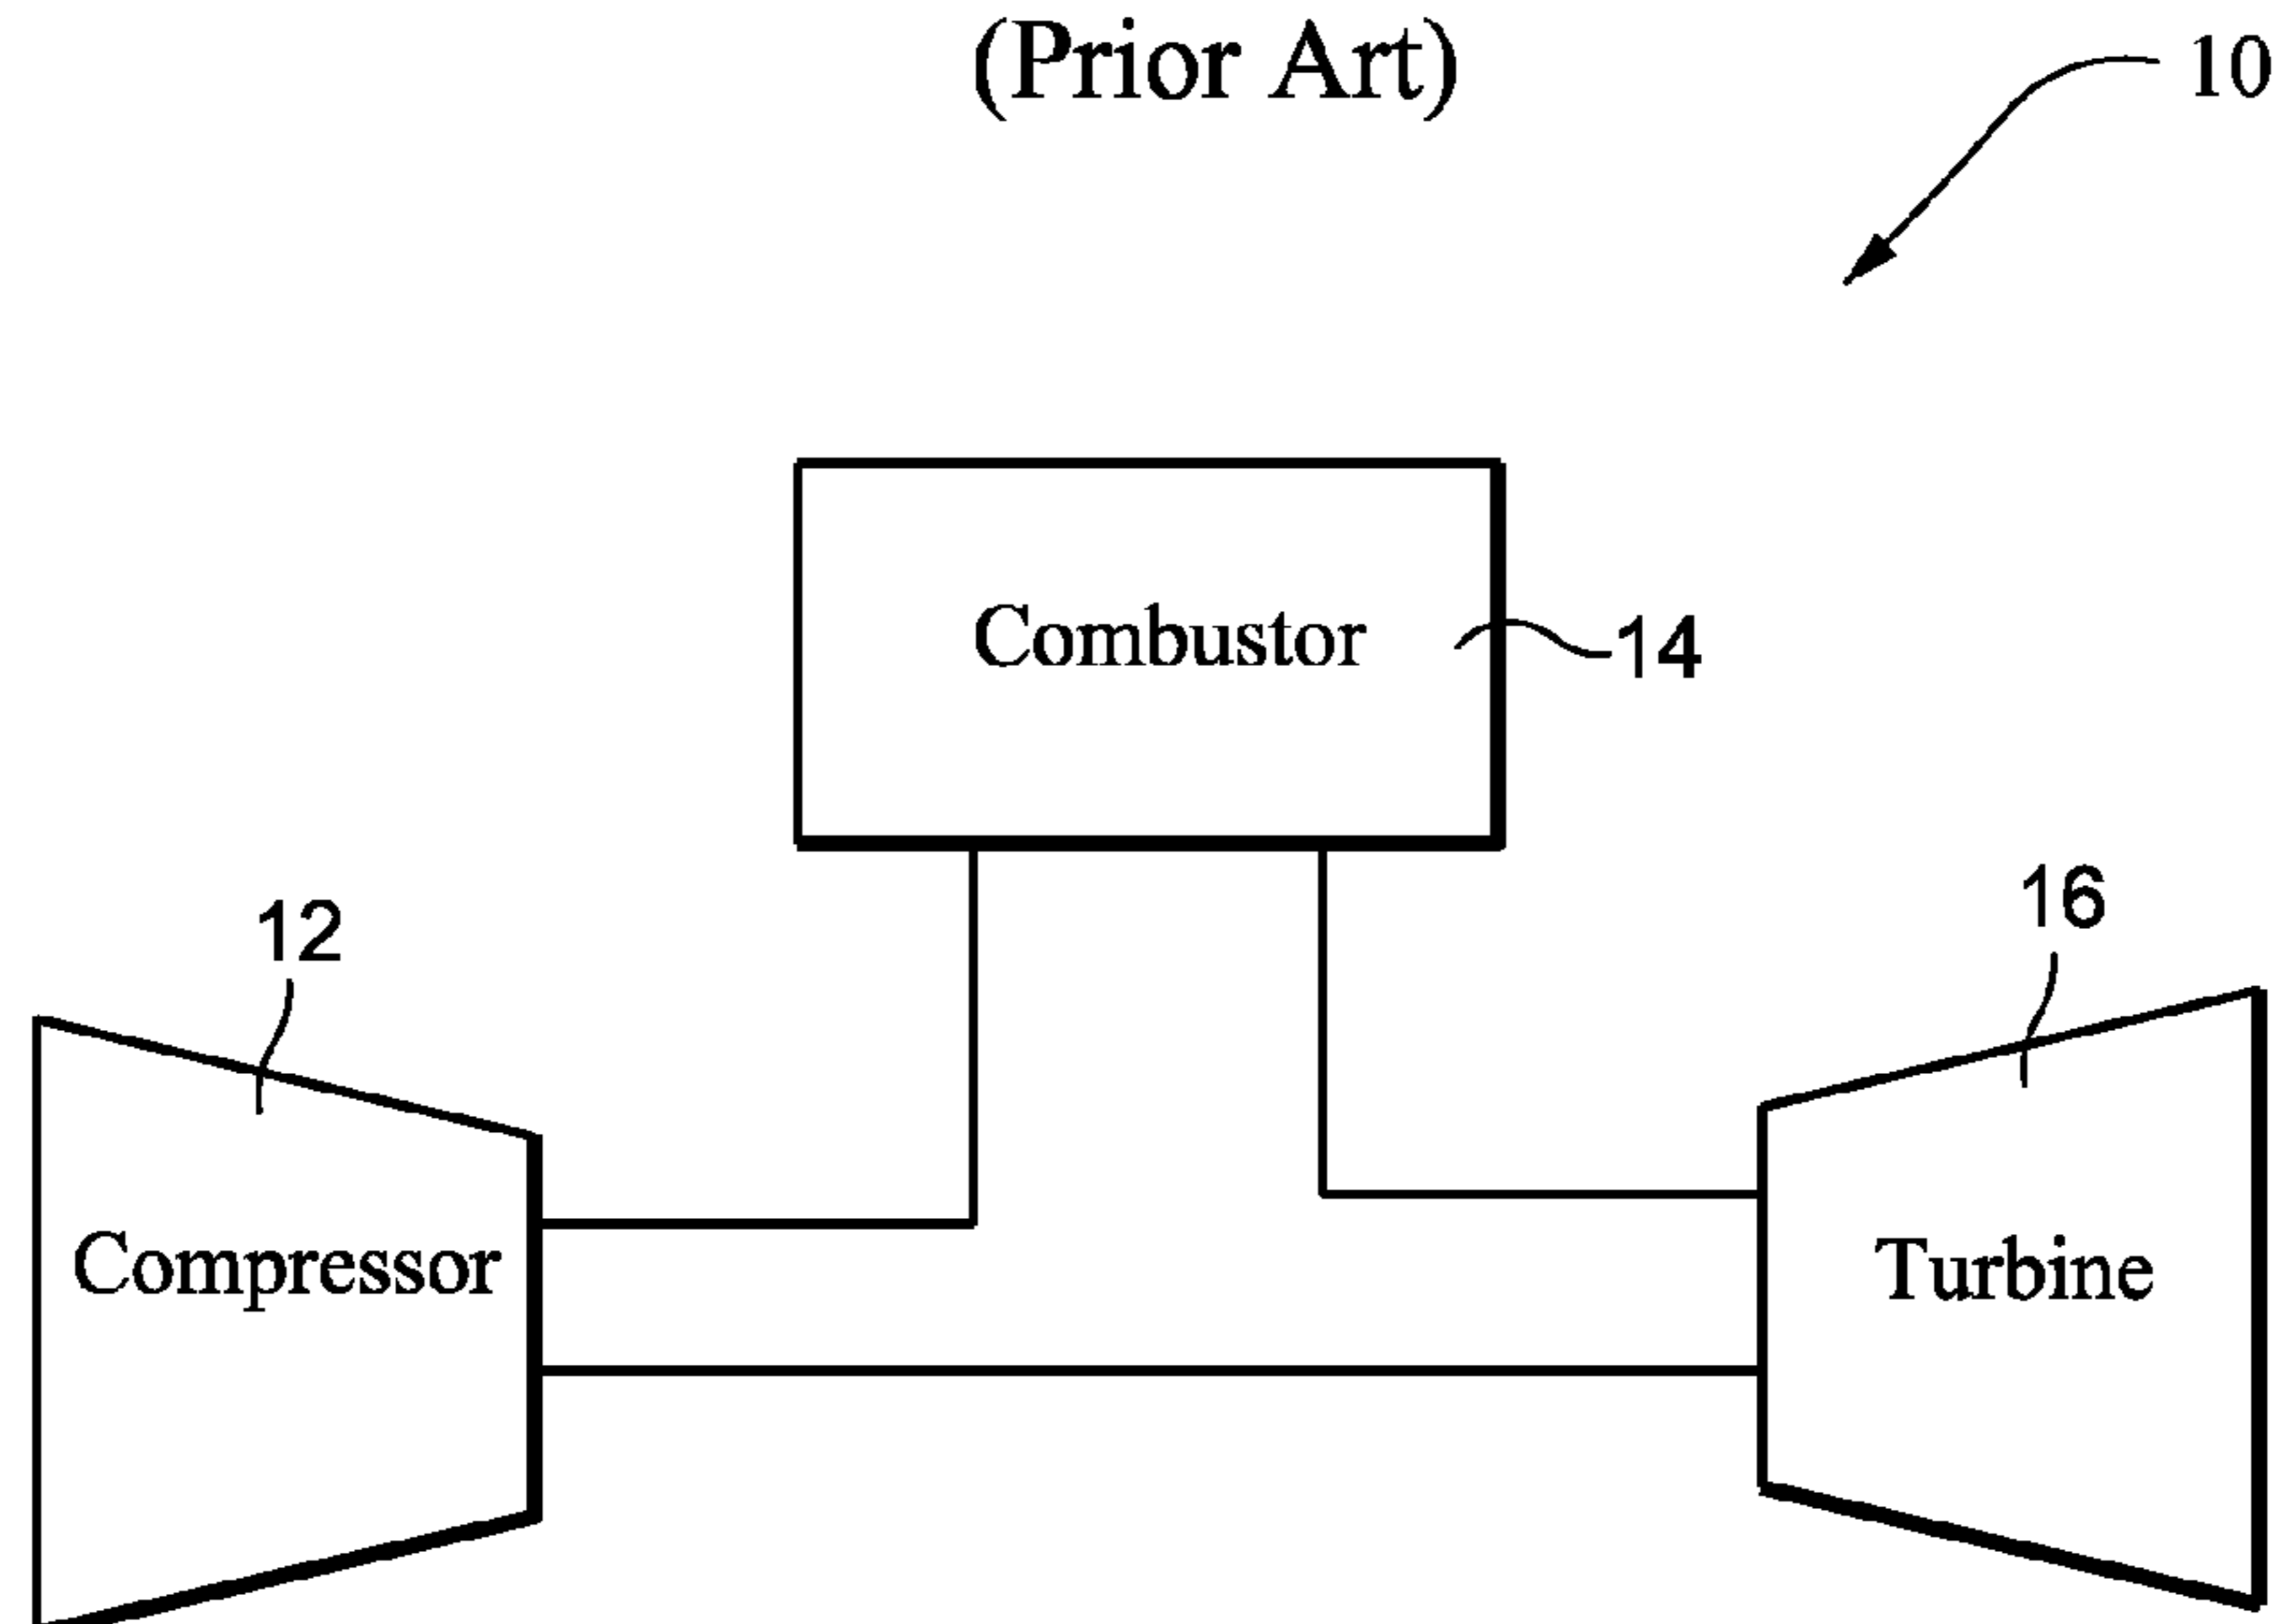 (Prior Art)
10
Combustor
14
12
16
Compressor
Turbine